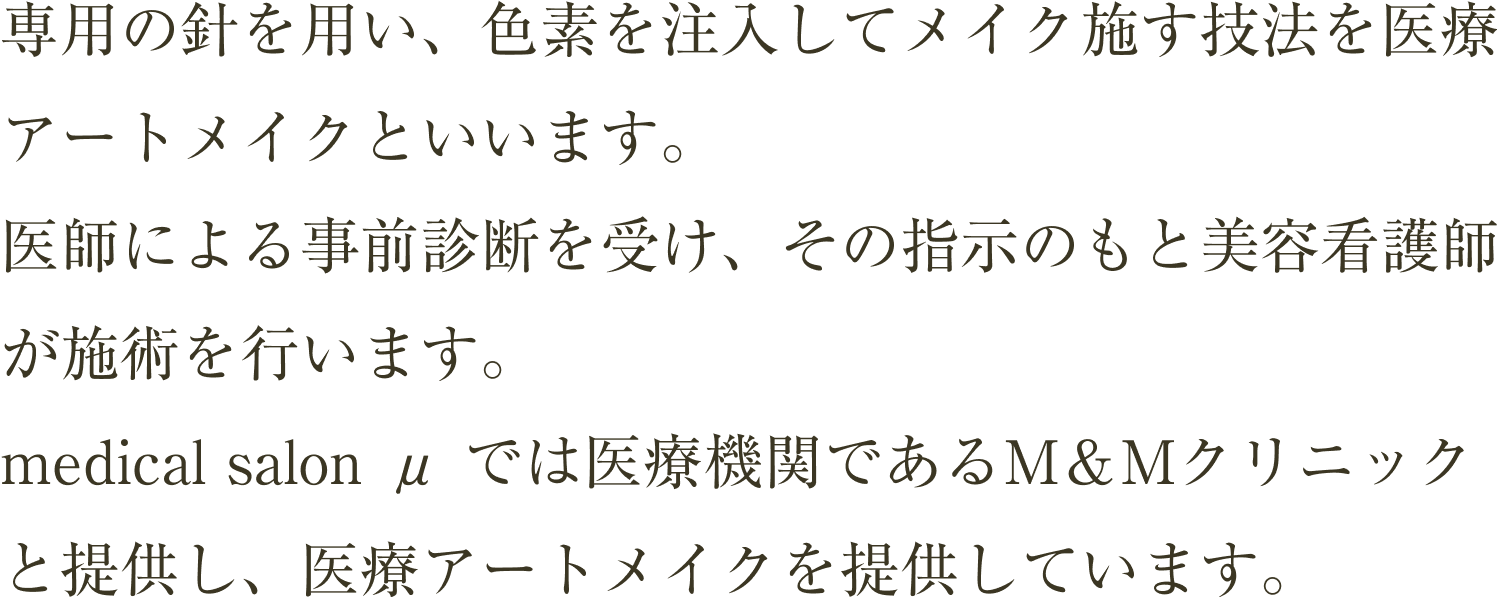 専用の針を用い、色素を注入してメイク施す技法を医療
アートメイクといいます。
医師による事前診断を受け、その指示のもと美容看護師
が施術を行います。
medical salon μ では医療機関であるM＆Mクリニック
と提供し、医療アートメイクを提供しています。